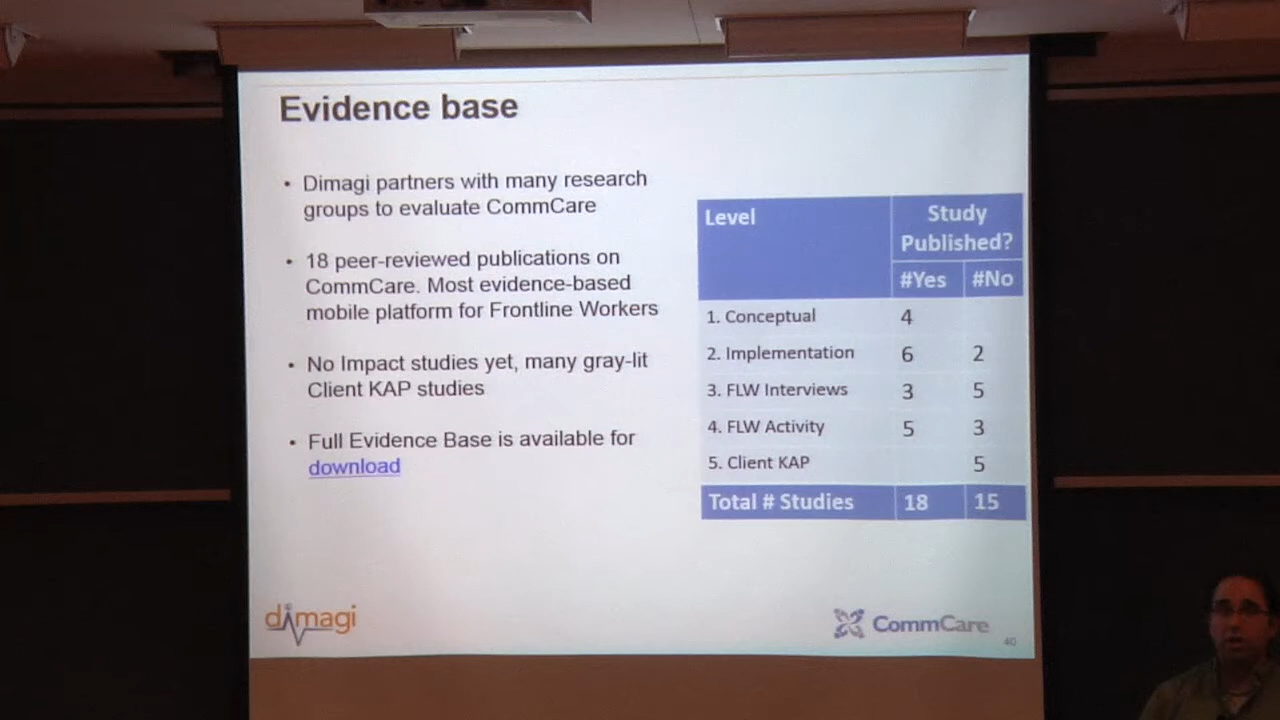 Evidence base
• Dimagi partners with many research
groups to evaluate CommCare
• 18 peer-reviewed publications on
CommCare. Most evidence-based
mobile platform for Frontline Workers
• No Impact studies yet, many gray-lit
Client KAP studies
• Full Evidence Base is available for
download
Level
Study
Published?
#Yes #No
1. Conceptual 4
2. Implementation 6 2
3. FLW Interviews 3 5
4. FLW Activity 5 3
5. Client KAP 5
Total # Studies 18 15
dimagi
CommCare
40